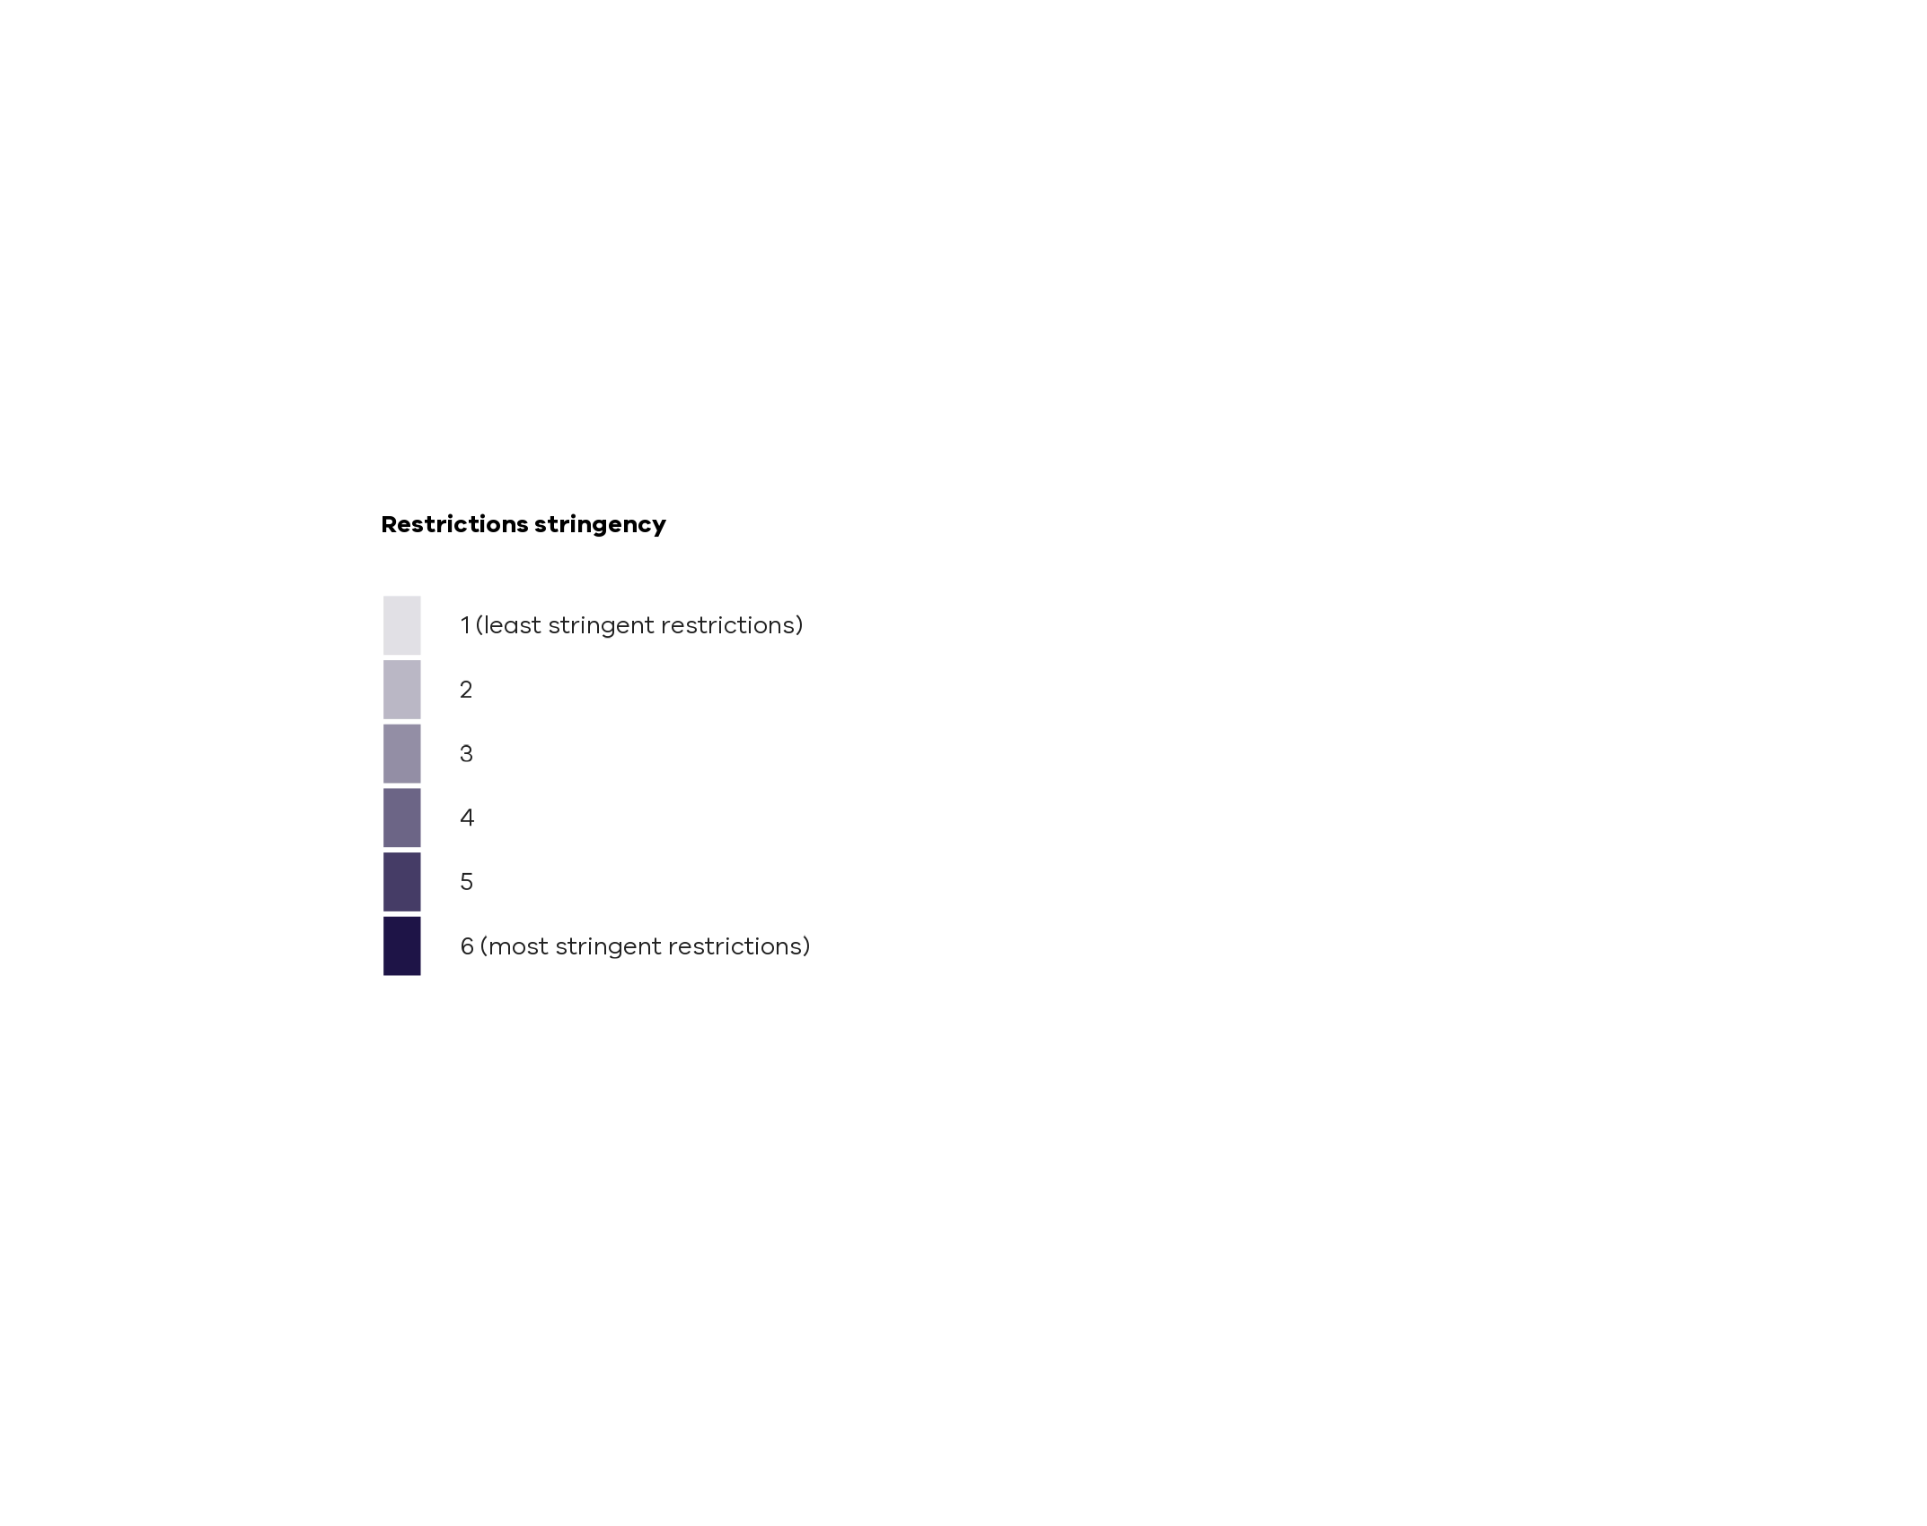 Restrictions stringency
1 (least stringent restrictions)
2
3
4
5
6 (most stringent restrictions)